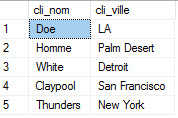 cli_nom cli_ville
1 Doe LA
2 Homme Palm Desert
3 White Detroit
4 Claypool San Francisco
5 Thunders New York